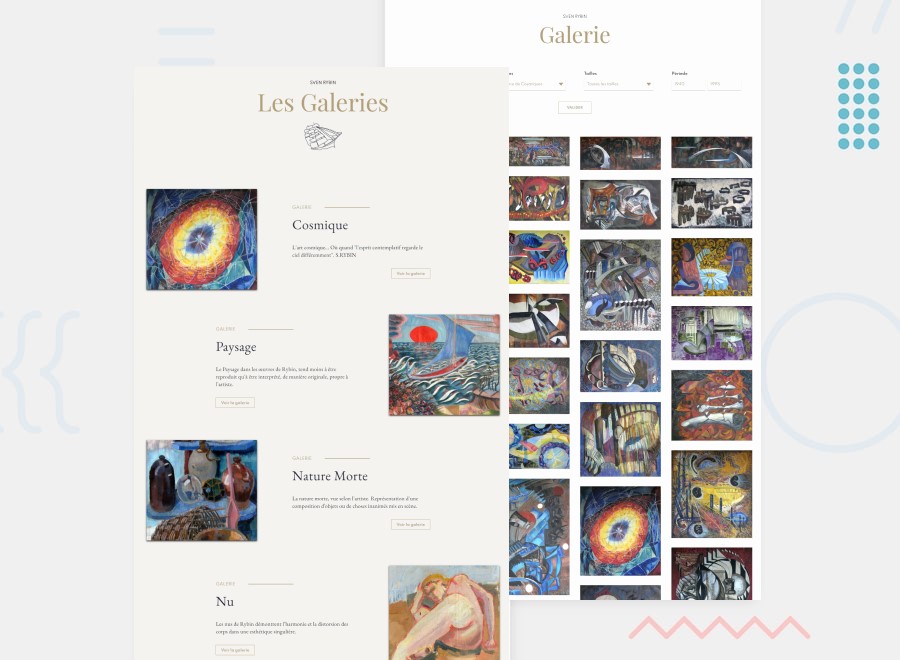 SVEN RYBIN
Les Galeries
GALERIE
Cosmique
L'art cosmique... Où quand "l'esprit contemplatif regarde le
ciel différemment". S.RYBIN
Voir la galerie
GALERIE
Paysage
Le Paysage dans les œuvres de Rybin, tend moins à être
reproduit qu'à être interprété, de manière originale, propre à
l'artiste.
Voir la galerie
GALERIE
Nature Morte
La nature morte, vue selon l'artiste. Représentation d'une
composition d'objets ou de choses inanimés mis en scène.
Voir la galerie
GALERIE
Nu
Les nus de Rybin démontrent l'harmonie et la distorsion des
corps dans une esthétique singulière.
Voir la galerie
SVEN RYBIN
Galerie
Tailles
Période
Toutes les tailles
VALIDER